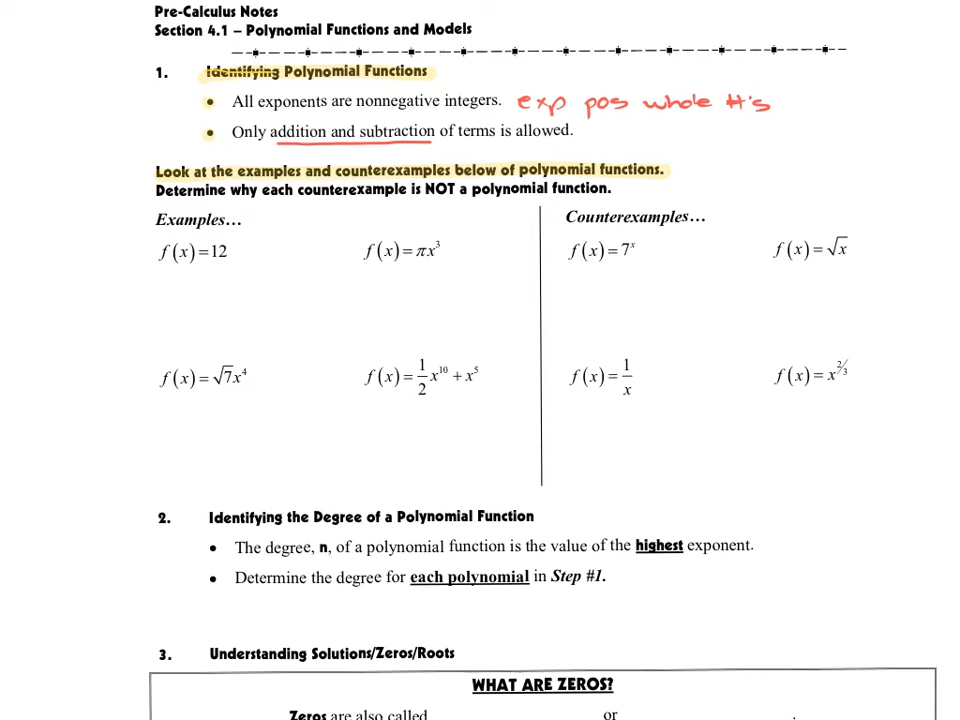 Pre-Calculus Notes
Section 4.1 – Polynomial Functions and Models
1. Identifying Polynomial Functions
• All exponents are nonnegative integers. exp pos whole #'s
• Only addition and subtraction of terms is allowed.
Look at the examples and counterexamples below of polynomial functions.
Determine why each counterexample is NOT a polynomial function.
Examples… Counterexamples…
f(x)=12 f(x)=πx³ f(x)=7ˣ f(x)=√x
f(x)=√7x⁴ f(x)=1/2x¹⁰+x⁵ f(x)=1/x f(x)=x^2/3
2. Identifying the Degree of a Polynomial Function
• The degree, n, of a polynomial function is the value of the highest exponent.
• Determine the degree for each polynomial in Step #1.
3. Understanding Solutions/Zeros/Roots
WHAT ARE ZEROS?
Zeros are also called or .